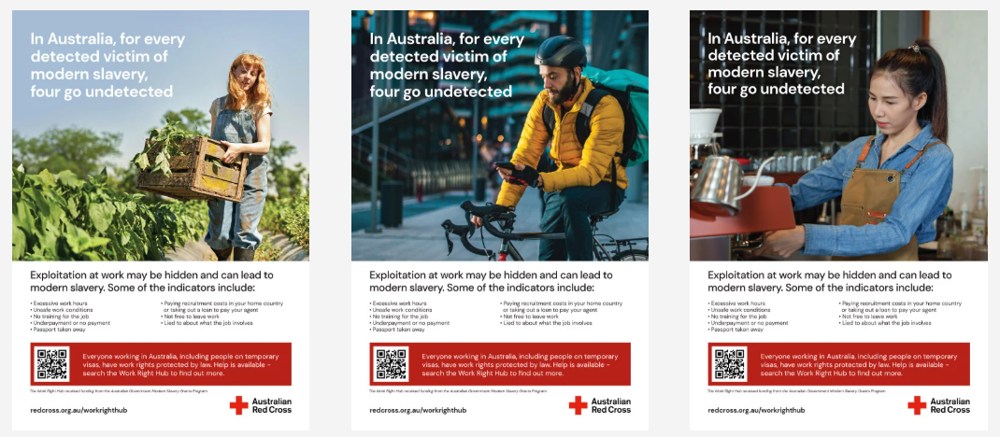 In Australia, for every
detected victim of
modern slavery,
four go undetected
Exploitation at work may be hidden and can lead to
modern slavery. Some of the indicators include:
• Excessive work hours
• Unsafe work conditions
• No training for the job
• Underpayment or no payment
• Passport taken away
• Paying recruitment costs in your home country
or taking out a loan to pay your agent
• Not free to leave work
• Lied to about what the job involves
Everyone working in Australia, including people on temporary
visas, have work rights protected by law. Help is available -
search the Work Right Hub to find out more.
The Work Right Hub received funding from the Australian Government Modern Slavery Grants Program.
redcross.org.au/workrighthub
Australian
Red Cross
In Australia, for every
detected victim of
modern slavery,
four go undetected
Exploitation at work may be hidden and can lead to
modern slavery. Some of the indicators include:
• Excessive work hours
• Unsafe work conditions
• No training for the job
• Underpayment or no payment
• Passport taken away
• Paying recruitment costs in your home country
or taking out a loan to pay your agent
• Not free to leave work
• Lied to about what the job involves
Everyone working in Australia, including people on temporary
visas, have work rights protected by law. Help is available -
search the Work Right Hub to find out more.
The Work Right Hub received funding from the Australian Government Modern Slavery Grants Program.
redcross.org.au/workrighthub
Australian
Red Cross
In Australia, for every
detected victim of
modern slavery,
four go undetected
Exploitation at work may be hidden and can lead to
modern slavery. Some of the indicators include:
• Excessive work hours
• Unsafe work conditions
• No training for the job
• Underpayment or no payment
• Passport taken away
• Paying recruitment costs in your home country
or taking out a loan to pay your agent
• Not free to leave work
• Lied to about what the job involves
Everyone working in Australia, including people on temporary
visas, have work rights protected by law. Help is available -
search the Work Right Hub to find out more.
The Work Right Hub received funding from the Australian Government Modern Slavery Grants Program.
redcross.org.au/workrighthub
Australian
Red Cross